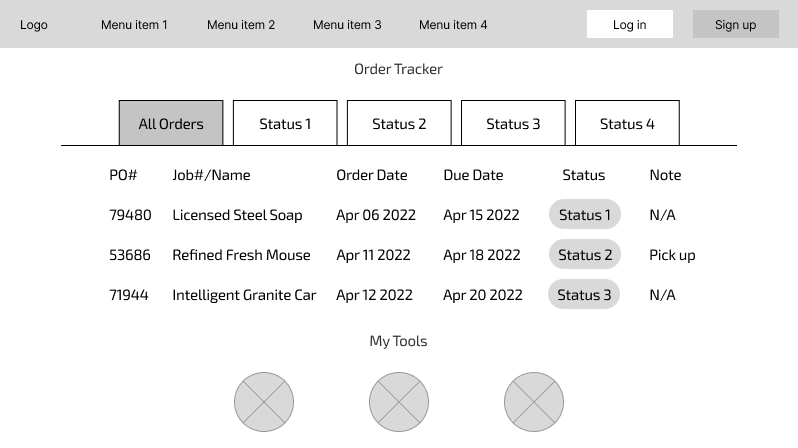 Logo Menu item 1 Menu item 2 Menu item 3 Menu item 4 Log in Sign up
Order Tracker
All Orders Status 1 Status 2 Status 3 Status 4
PO# Job#/Name Order Date Due Date Status Note
79480 Licensed Steel Soap Apr 06 2022 Apr 15 2022 Status 1 N/A
53686 Refined Fresh Mouse Apr 11 2022 Apr 18 2022 Status 2 Pick up
71944 Intelligent Granite Car Apr 12 2022 Apr 20 2022 Status 3 N/A
My Tools